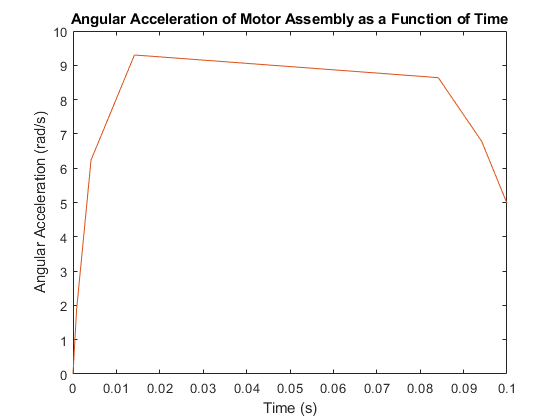 Angular Acceleration of Motor Assembly as a Function of Time
10
9
8
7
6
5
4
3
2
1
0
Angular Acceleration (rad/s)
0 0.01 0.02 0.03 0.04 0.05 0.06 0.07 0.08 0.09 0.1
Time (s)